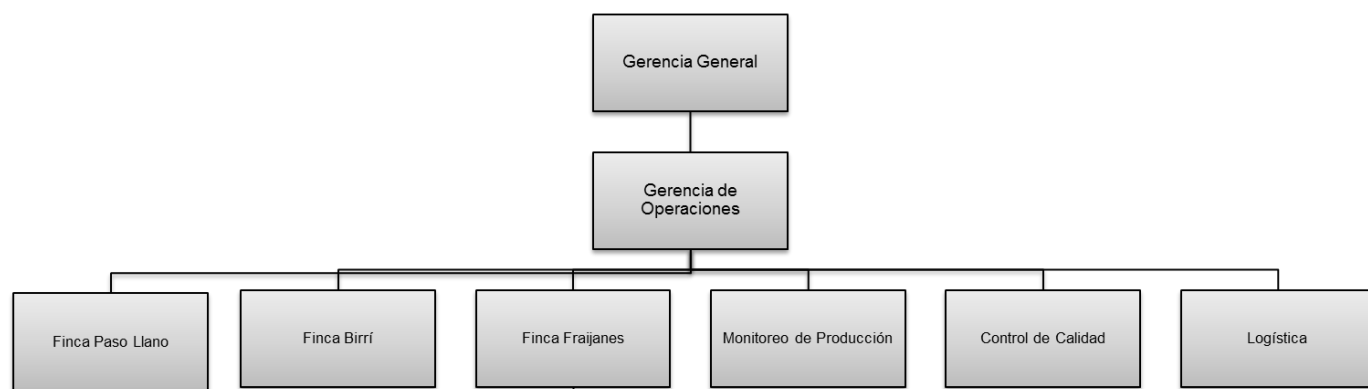 Gerencia General
Gerencia de
Operaciones
Finca Paso Llano
Finca Birrí
Finca Fraijanes
Monitoreo de Producción
Control de Calidad
Logística